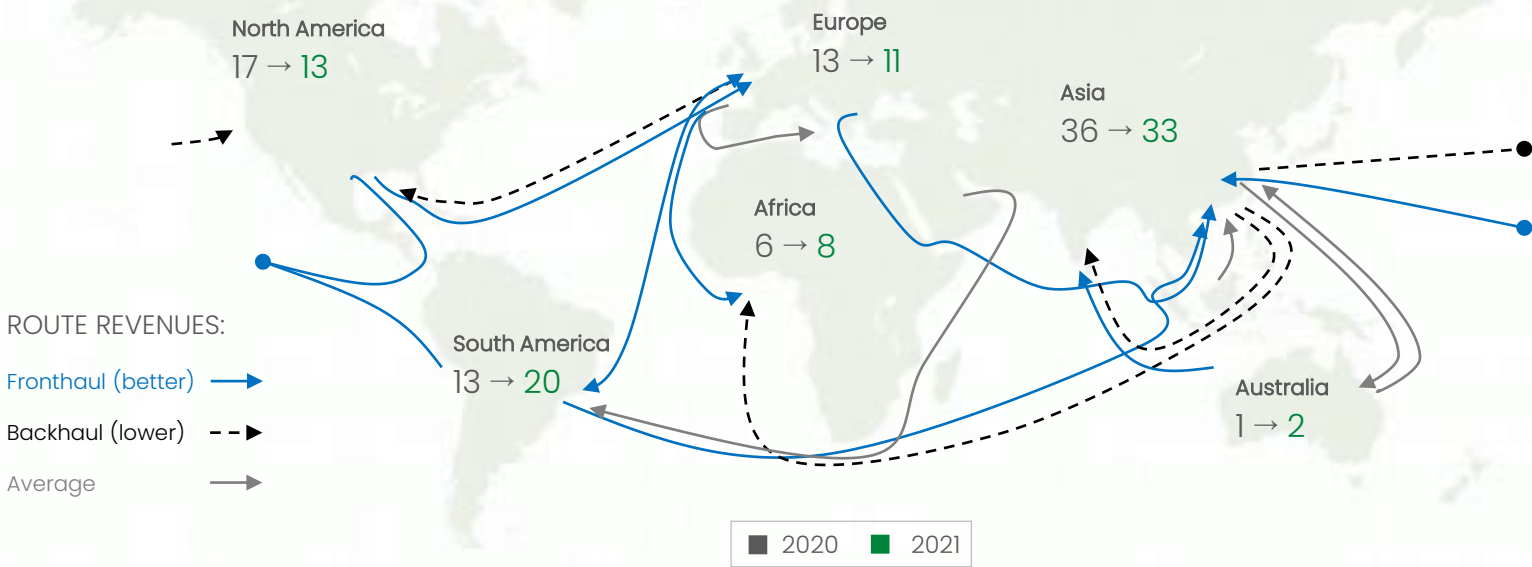 North America
17 → 13
Europe
13 → 11
Asia
36 → 33
Africa
6 → 8
South America
13 → 20
Australia
1 → 2
ROUTE REVENUES:
Fronthaul (better)
Backhaul (lower)
Average
2020 2021